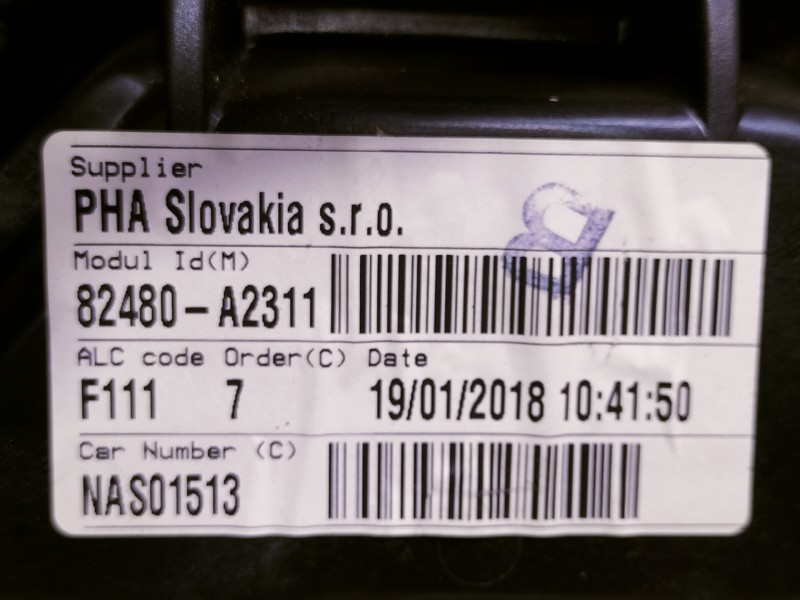 Supplier
PHA Slovakia s.r.o.
Modul Id(M)
82480-A2311
ALC code Order(C) Date
F111 7 19/01/2018 10:41:50
Car Number (C)
NAS01513
B